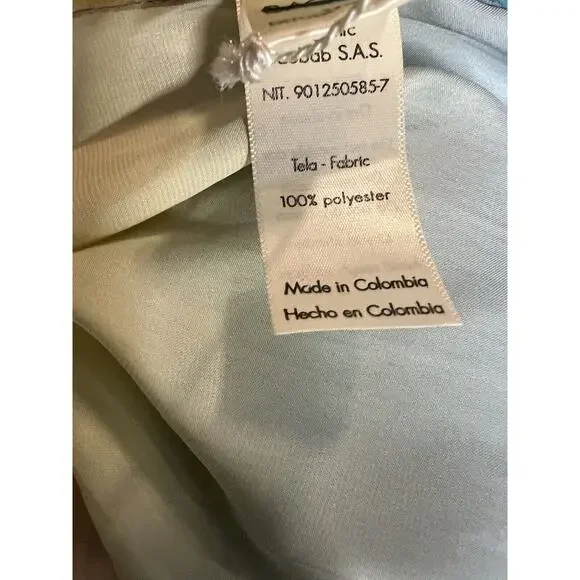 S.A.S.
NIT. 901250585-7
Tela - Fabric
100% polyester
Made in Colombia
Hecho en Colombia